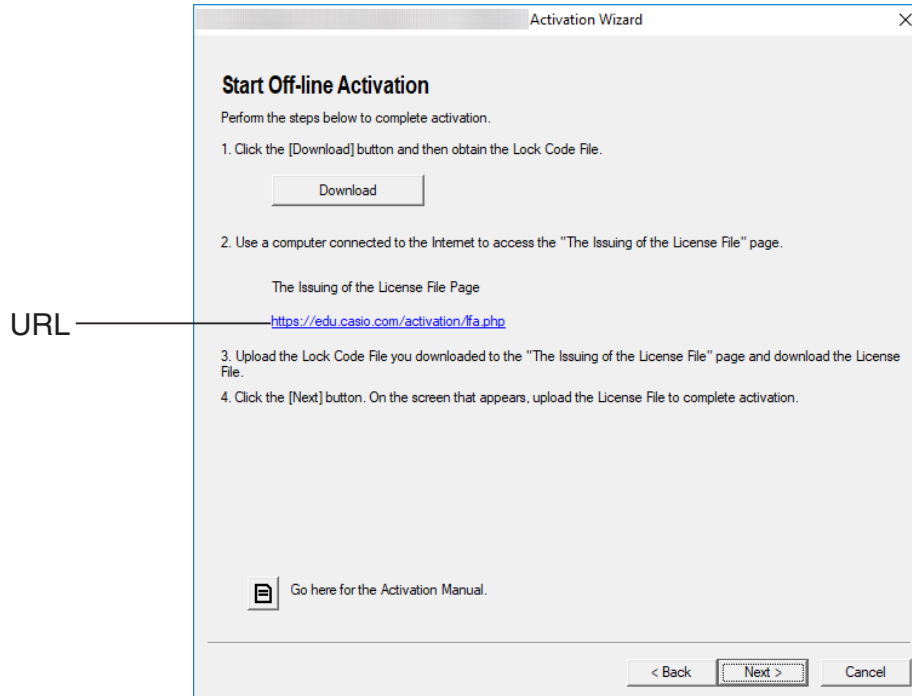 Activation Wizard
Start Off-line Activation
Perform the steps below to complete activation.
1. Click the [Download] button and then obtain the Lock Code File.
Download
2. Use a computer connected to the Internet to access the "The Issuing of the License File" page.
The Issuing of the License File Page
URL
https://edu.casio.com/activation/lfa.php
3. Upload the Lock Code File you downloaded to the "The Issuing of the License File" page and download the License
File.
4. Click the [Next] button. On the screen that appears, upload the License File to complete activation.
Go here for the Activation Manual.
< Back Next > Cancel